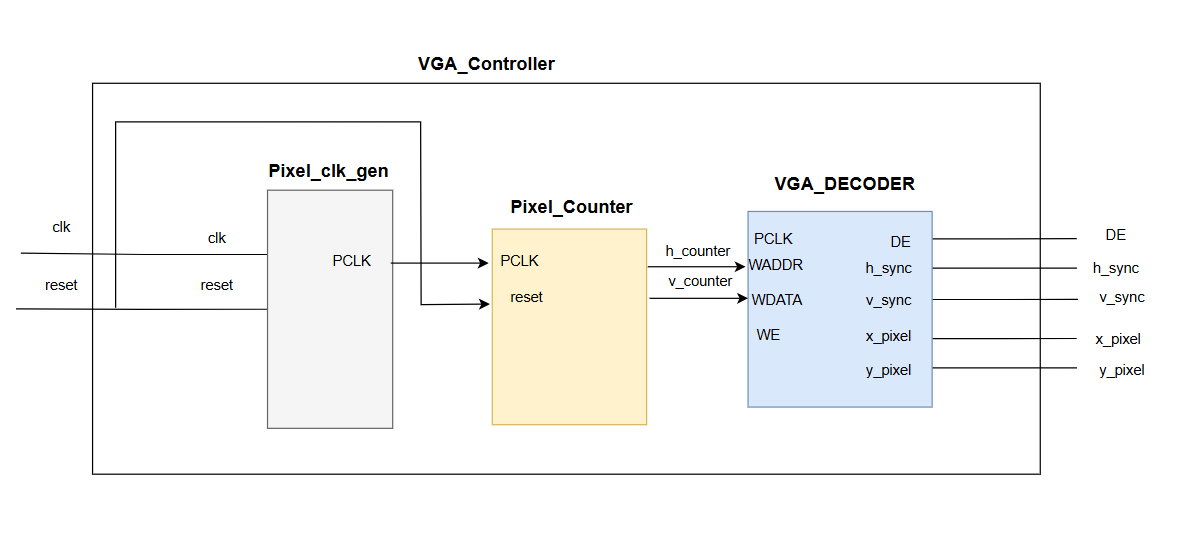 VGA_Controller
Pixel_clk_gen
VGA_DECODER
Pixel_Counter
clk
clk
reset
reset
PCLK
PCLK
reset
h_counter
v_counter
PCLK
WADDR
WDATA
WE
DE
h_sync
v_sync
x_pixel
y_pixel
DE
h_sync
v_sync
x_pixel
y_pixel